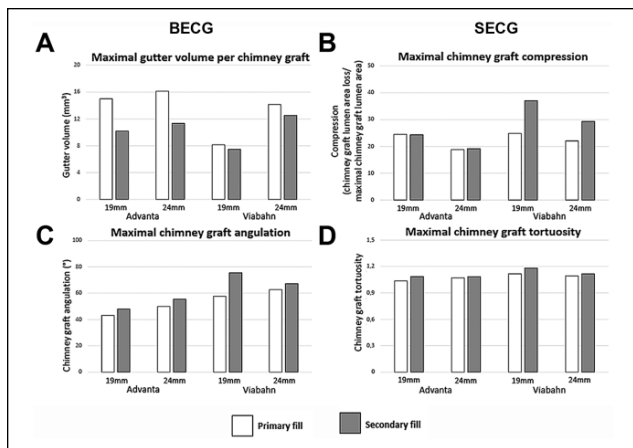 BECG SECG
A Maximal gutter volume per chimney graft
Gutter volume (mm³)
16
12
8
4
0
19mm 24mm 19mm 24mm
Advanta Viabahn
B Maximal chimney graft compression
Compression
(chimney graft lumen area loss/
maximal chimney graft lumen area)
50
40
30
20
10
0
19mm 24mm 19mm 24mm
Advanta Viabahn
C Maximal chimney graft angulation
Chimney graft angulation (°)
100
80
60
40
20
0
19mm 24mm 19mm 24mm
Advanta Viabahn
D Maximal chimney graft tortuosity
Chimney graft tortuosity
1,5
1,2
0,9
0,6
0,3
0
19mm 24mm 19mm 24mm
Advanta Viabahn
Primary fill Secondary fill